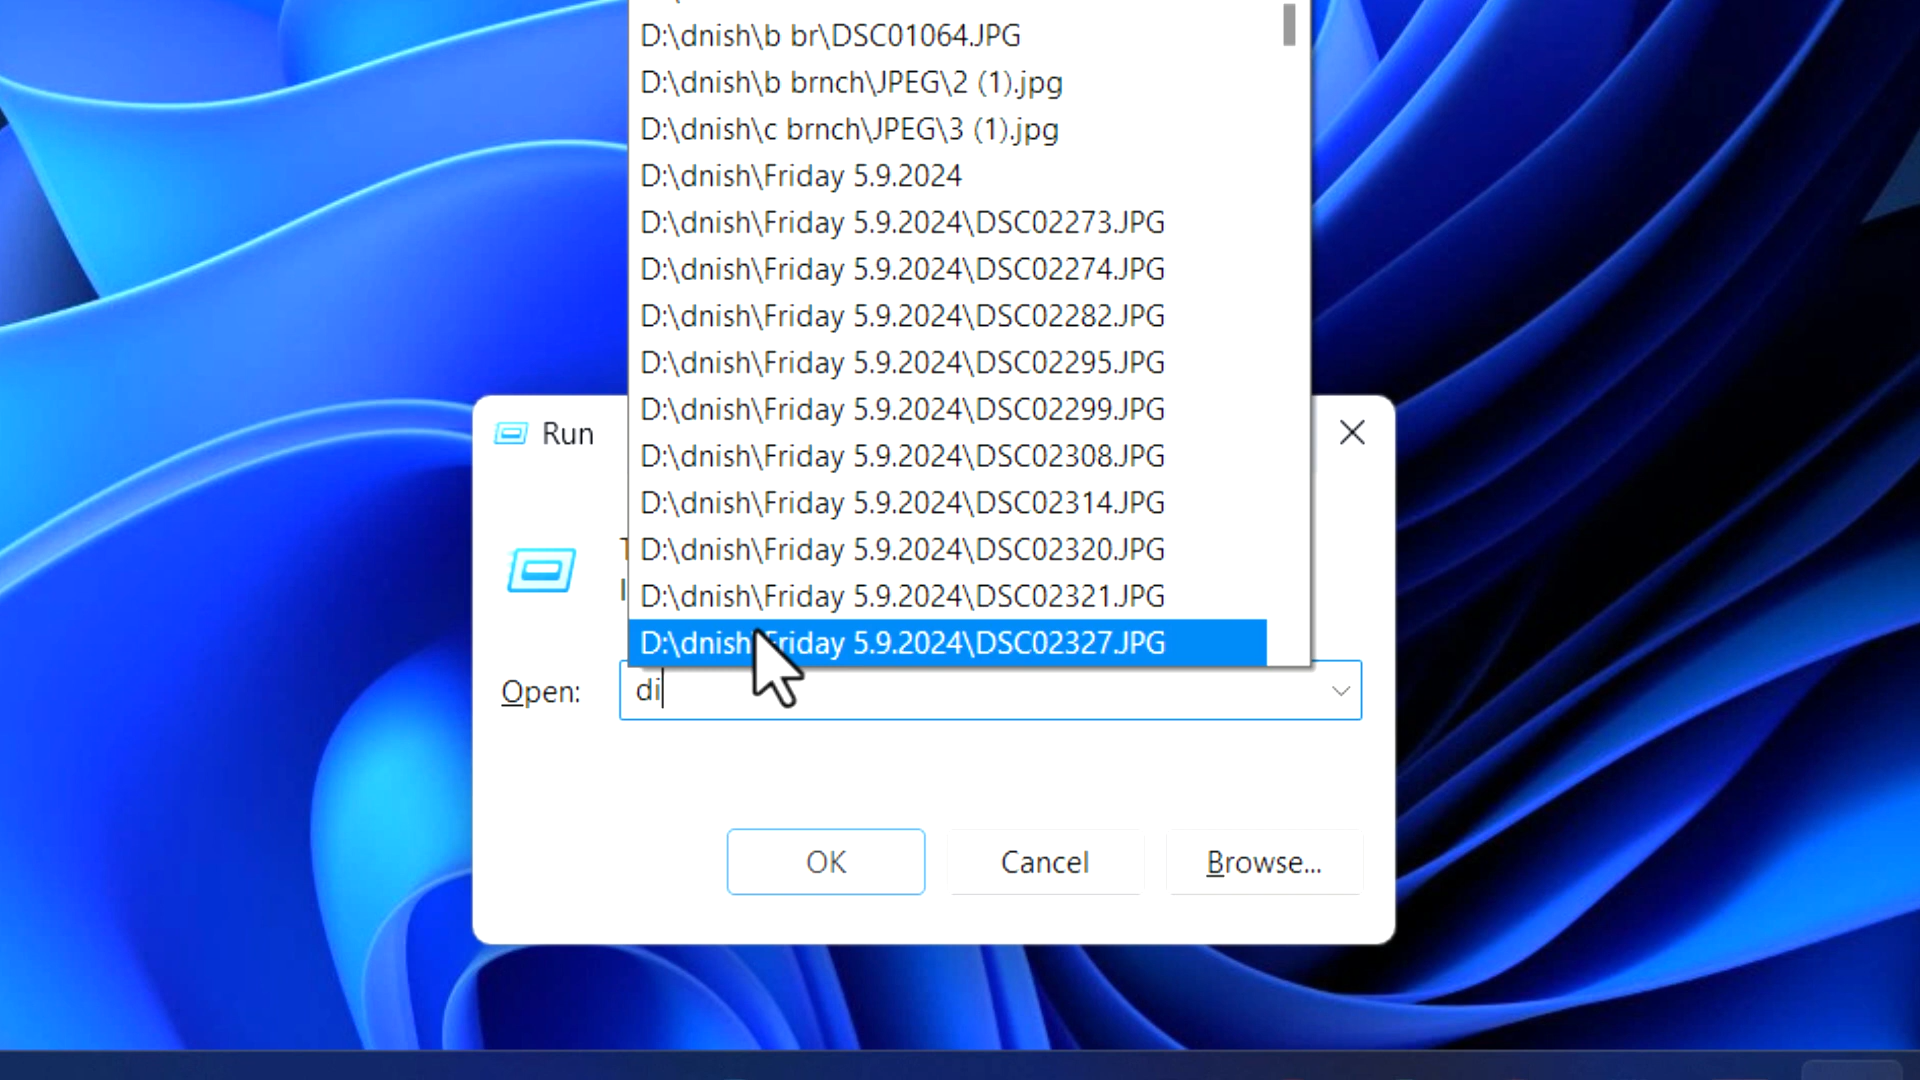 D:\dnish\b br\DSC01064.JPG
D:\dnish\b brnch\JPEG\2 (1).jpg
D:\dnish\c brnch\JPEG\3 (1).jpg
D:\dnish\Friday 5.9.2024
D:\dnish\Friday 5.9.2024\DSC02273.JPG
D:\dnish\Friday 5.9.2024\DSC02274.JPG
D:\dnish\Friday 5.9.2024\DSC02282.JPG
D:\dnish\Friday 5.9.2024\DSC02295.JPG
D:\dnish\Friday 5.9.2024\DSC02299.JPG
Run
D:\dnish\Friday 5.9.2024\DSC02308.JPG
D:\dnish\Friday 5.9.2024\DSC02314.JPG
D:\dnish\Friday 5.9.2024\DSC02320.JPG
D:\dnish\Friday 5.9.2024\DSC02321.JPG
D:\dnish\Friday 5.9.2024\DSC02327.JPG
Open: di
OK Cancel Browse...